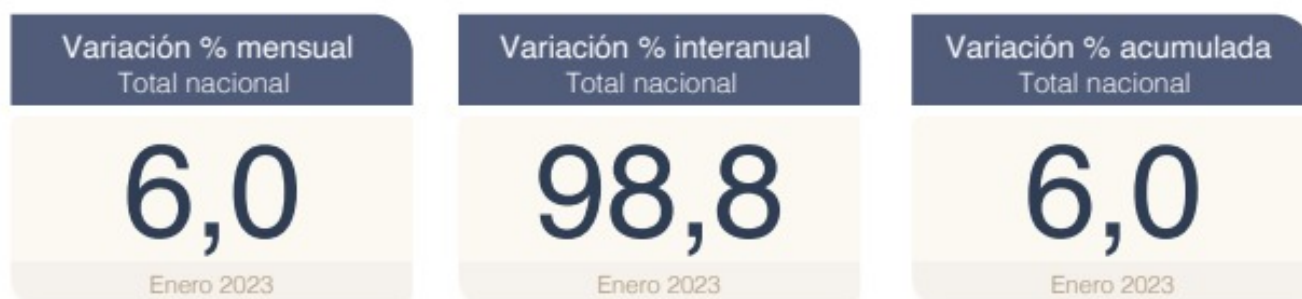 Variación % mensual
Total nacional
6,0
Enero 2023
Variación % interanual
Total nacional
98,8
Enero 2023
Variación % acumulada
Total nacional
6,0
Enero 2023